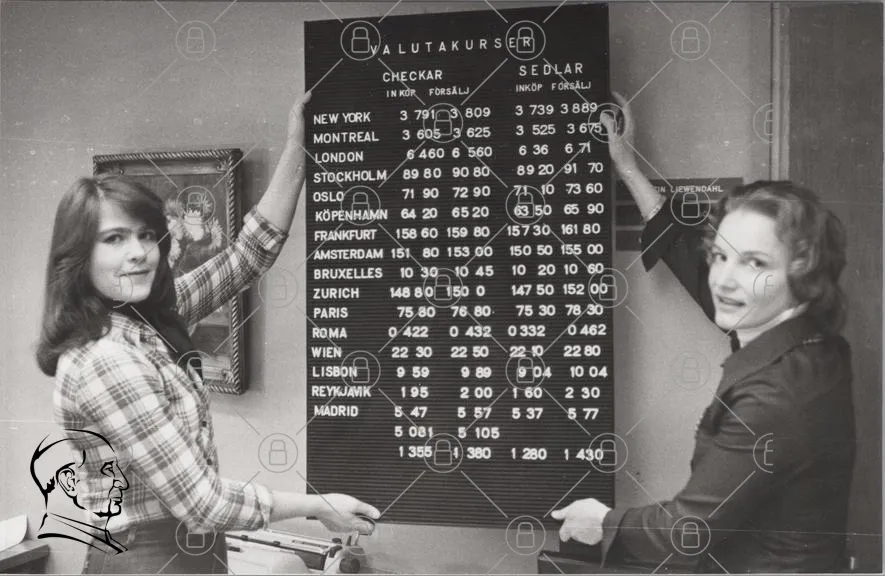 VALUTAKURSER
CHECKAR SEDLAR
INKÖP FÖRSÄLJ INKÖP FÖRSÄLJ
NEW YORK 3 791 3 809 3 739 3 889
MONTREAL 3 605 3 625 3 525 3 675
LONDON 6 460 6 560 6 36 6 71
STOCKHOLM 89 80 90 80 89 20 91 70
OSLO 71 90 72 90 71 10 73 60
KÖPENHAMN 64 20 65 20 63 50 65 90
FRANKFURT 158 60 159 80 157 30 161 80
AMSTERDAM 151 80 153 00 150 50 155 00
BRUXELLES 10 30 10 45 10 20 10 60
ZURICH 148 80 150 0 147 50 152 00
PARIS 75 80 76 80 75 30 78 30
ROMA 0 422 0 432 0 332 0 462
WIEN 22 30 22 50 22 10 22 80
LISBON 9 59 9 89 9 04 10 04
REYKJAVIK 1 95 2 00 1 60 2 30
MADRID 5 47 5 57 5 37 5 77
5 001 5 105
1 355 1 380 1 280 1 430
LIEWENDAHL